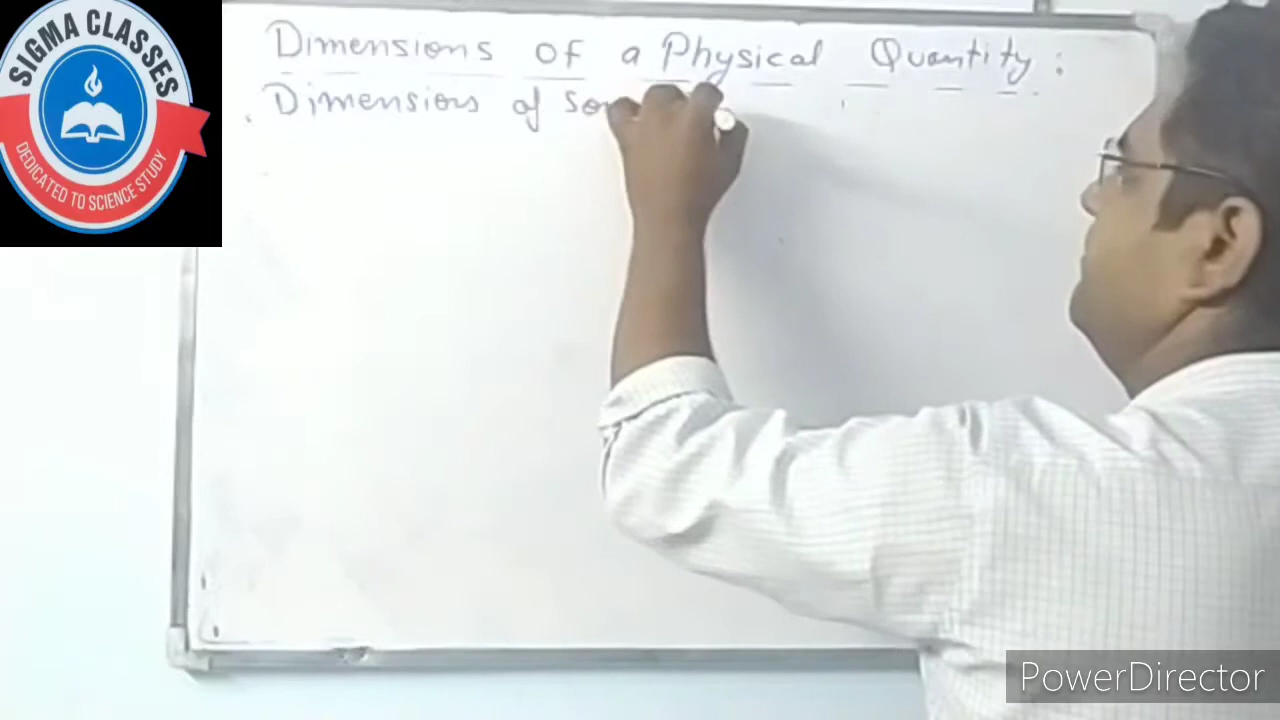 SIGMA CLASSES
DEDICATED TO SCIENCE STUDY
Dimensions of a Physical Quantity:
Dimensions of
PowerDirector